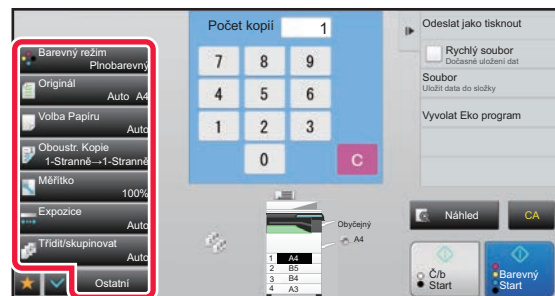 Barevný režim
Plnobarevný
Originál
Auto A4
Volba Papíru
Auto
Oboustr. Kopie
1-Stranně→1-Stranně
Měřítko
100%
Expozice
Auto
Třídit/skupinovat
Auto
Ostatní
Počet kopií 1
7 8 9
4 5 6
1 2 3
0 C
Obyčejný
A4
1 A4
2 B5
3 B4
4 A3
Odeslat jako tisknout
Rychlý soubor
Dočasné uložení dat
Soubor
Uložit data do složky
Vyvolat Eko program
Náhled
CA
Č/b
Start
Barevný
Start